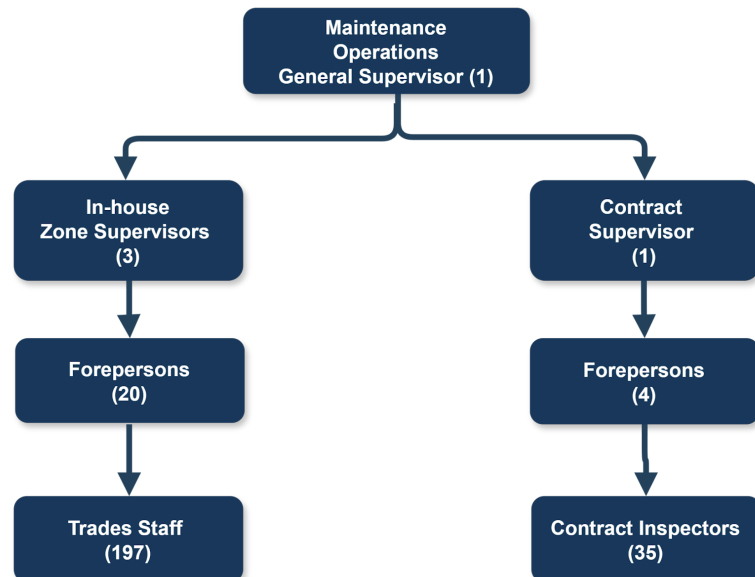 Maintenance
Operations
General Supervisor (1)
In-house
Zone Supervisors
(3)
Contract
Supervisor
(1)
Forepersons
(20)
Forepersons
(4)
Trades Staff
(197)
Contract Inspectors
(35)